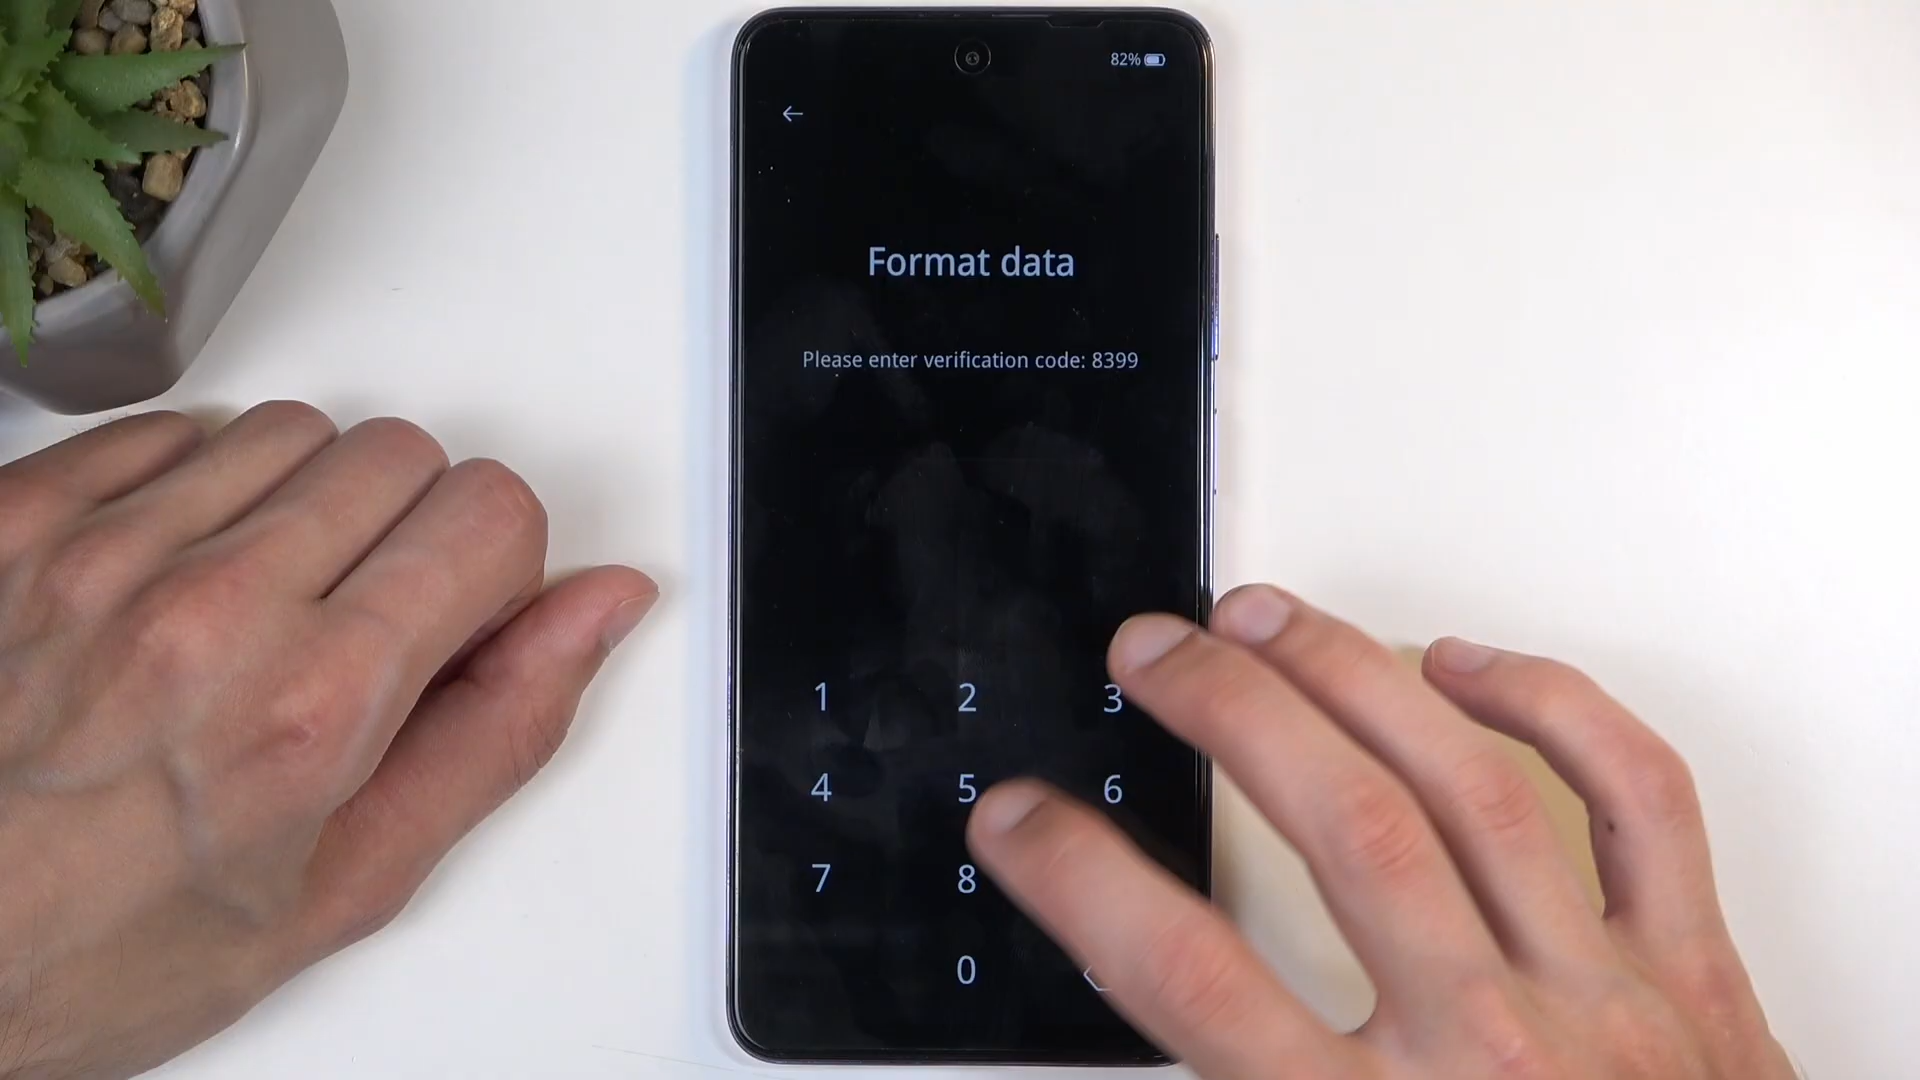 82%
Format data
Please enter verification code: 8399
1 2 3
4 5 6
7 8
0